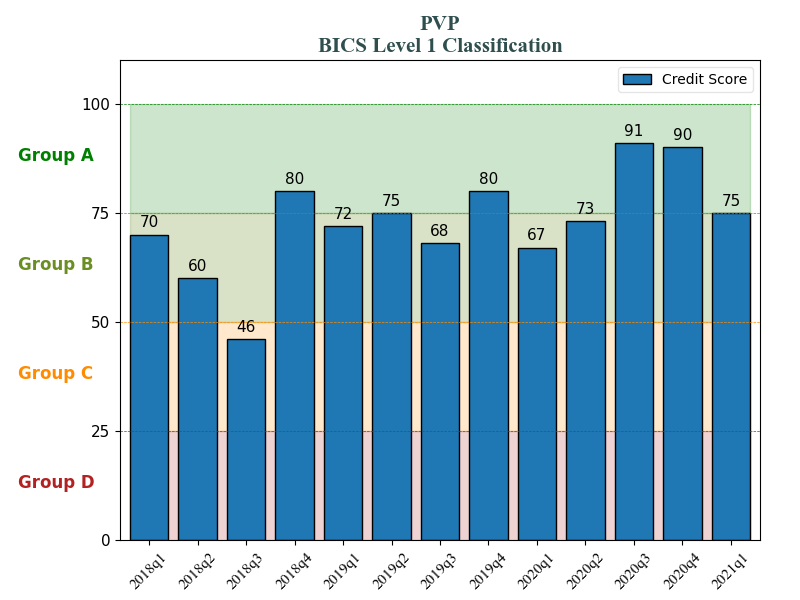 PVP
BICS Level 1 Classification
Credit Score
100
75
50
25
0
Group A
Group B
Group C
Group D
70
60
46
80
72
75
68
80
67
73
91
90
75
2018q1
2018q2
2018q3
2018q4
2019q1
2019q2
2019q3
2019q4
2020q1
2020q2
2020q3
2020q4
2021q1